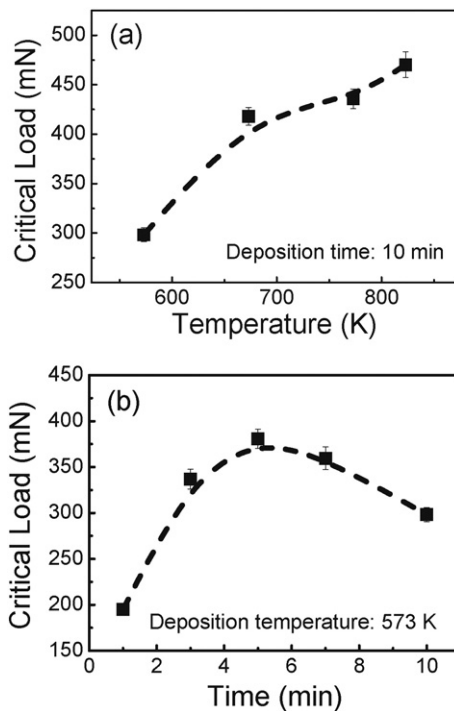 (a)
Critical Load (mN)
500
450
400
350
300
250
Deposition time: 10 min
600 700 800
Temperature (K)
(b)
Critical Load (mN)
450
400
350
300
250
200
150
Deposition temperature: 573 K
0 2 4 6 8 10
Time (min)